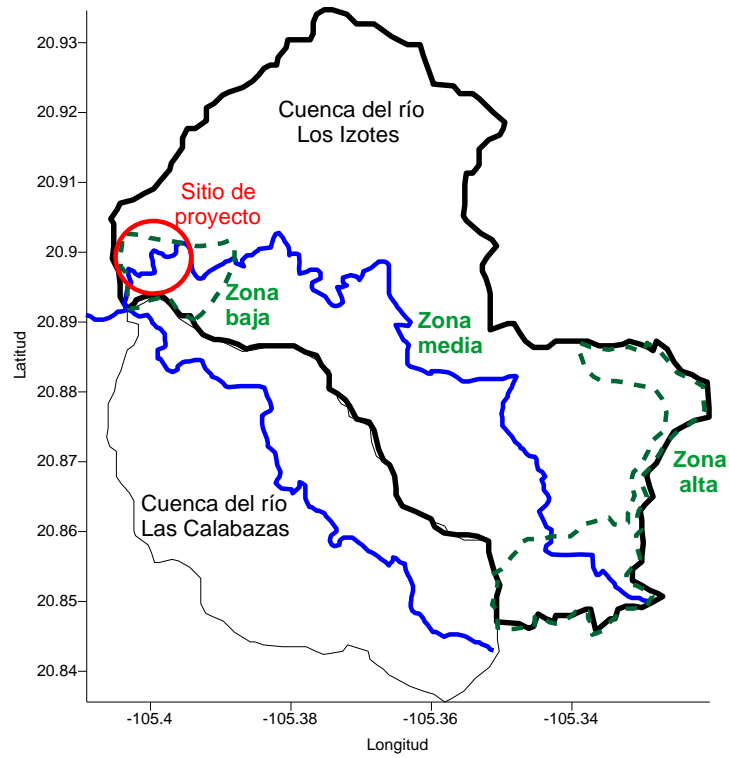 20.93
20.92
Cuenca del río
Los Izotes
20.91
Sitio de
proyecto
20.9
Zona
baja
Zona
media
20.89
Latitud
20.88
20.87
Zona
alta
Cuenca del río
Las Calabazas
20.86
20.85
20.84
-105.4
-105.38
-105.36
-105.34
Longitud